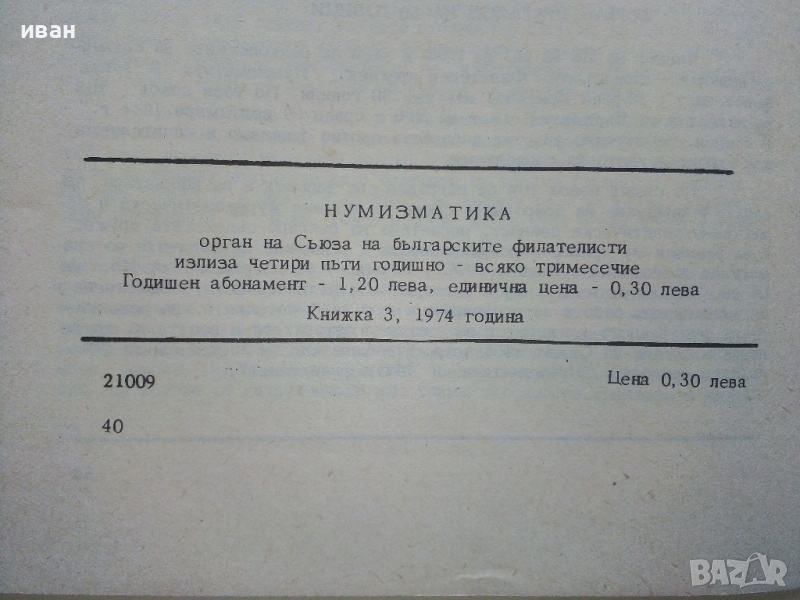 иван
НУМИЗМАТИКА
орган на Съюза на българските филателисти
излиза четири пъти годишно - всяко тримесечие
Годишен абонамент - 1,20 лева, единична цена - 0,30 лева
Книжка 3, 1974 година
21009
Цена 0,30 лева
40
BAZAR